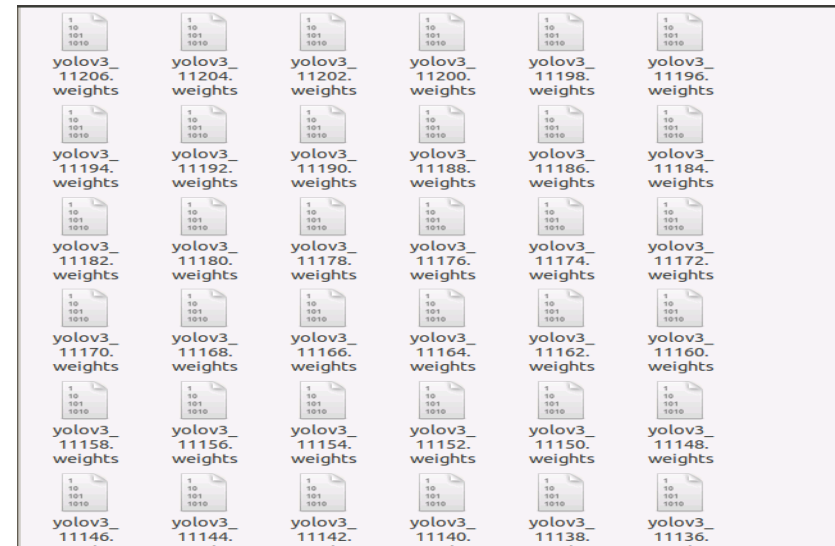 yolov3_ yolov3_ yolov3_ yolov3_ yolov3_ yolov3_
11206. 11204. 11202. 11200. 11198. 11196.
weights weights weights weights weights weights
yolov3_ yolov3_ yolov3_ yolov3_ yolov3_ yolov3_
11194. 11192. 11190. 11188. 11186. 11184.
weights weights weights weights weights weights
yolov3_ yolov3_ yolov3_ yolov3_ yolov3_ yolov3_
11182. 11180. 11178. 11176. 11174. 11172.
weights weights weights weights weights weights
yolov3_ yolov3_ yolov3_ yolov3_ yolov3_ yolov3_
11170. 11168. 11166. 11164. 11162. 11160.
weights weights weights weights weights weights
yolov3_ yolov3_ yolov3_ yolov3_ yolov3_ yolov3_
11158. 11156. 11154. 11152. 11150. 11148.
weights weights weights weights weights weights
yolov3_ yolov3_ yolov3_ yolov3_ yolov3_ yolov3_
11146. 11144. 11142. 11140. 11138. 11136.